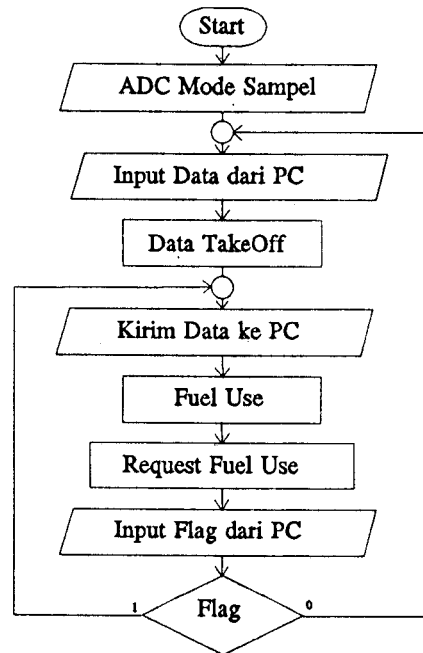 Start
ADC Mode Sampel
Input Data dari PC
Data TakeOff
Kirim Data ke PC
Fuel Use
Request Fuel Use
Input Flag dari PC
1
Flag
0